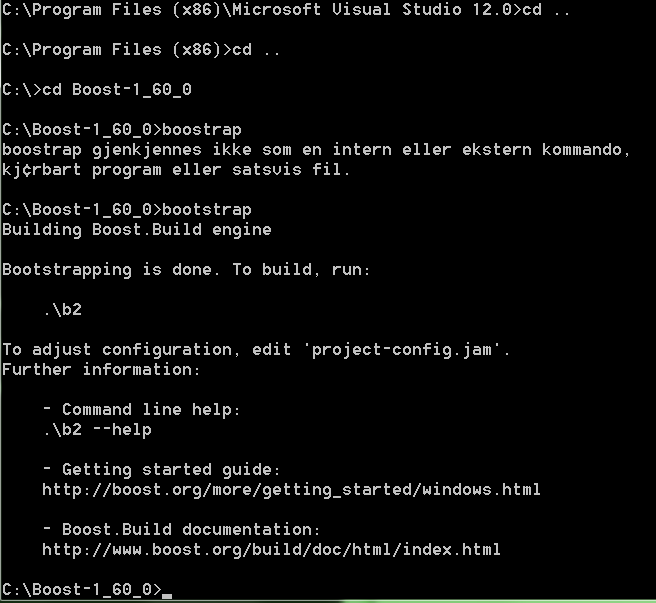 C:\Program Files (x86)\Microsoft Visual Studio 12.0>cd ..
C:\Program Files (x86)>cd ..
C:\>cd Boost-1_60_0
C:\Boost-1_60_0>boostrap
boostrap gjenkjennes ikke som en intern eller ekstern kommando,
kj¢rbart program eller satsvis fil.
C:\Boost-1_60_0>bootstrap
Building Boost.Build engine
Bootstrapping is done. To build, run:
.\b2
To adjust configuration, edit 'project-config.jam'.
Further information:
- Command line help:
.\b2 --help
- Getting started guide:
http://boost.org/more/getting_started/windows.html
- Boost.Build documentation:
http://www.boost.org/build/doc/html/index.html
C:\Boost-1_60_0>_